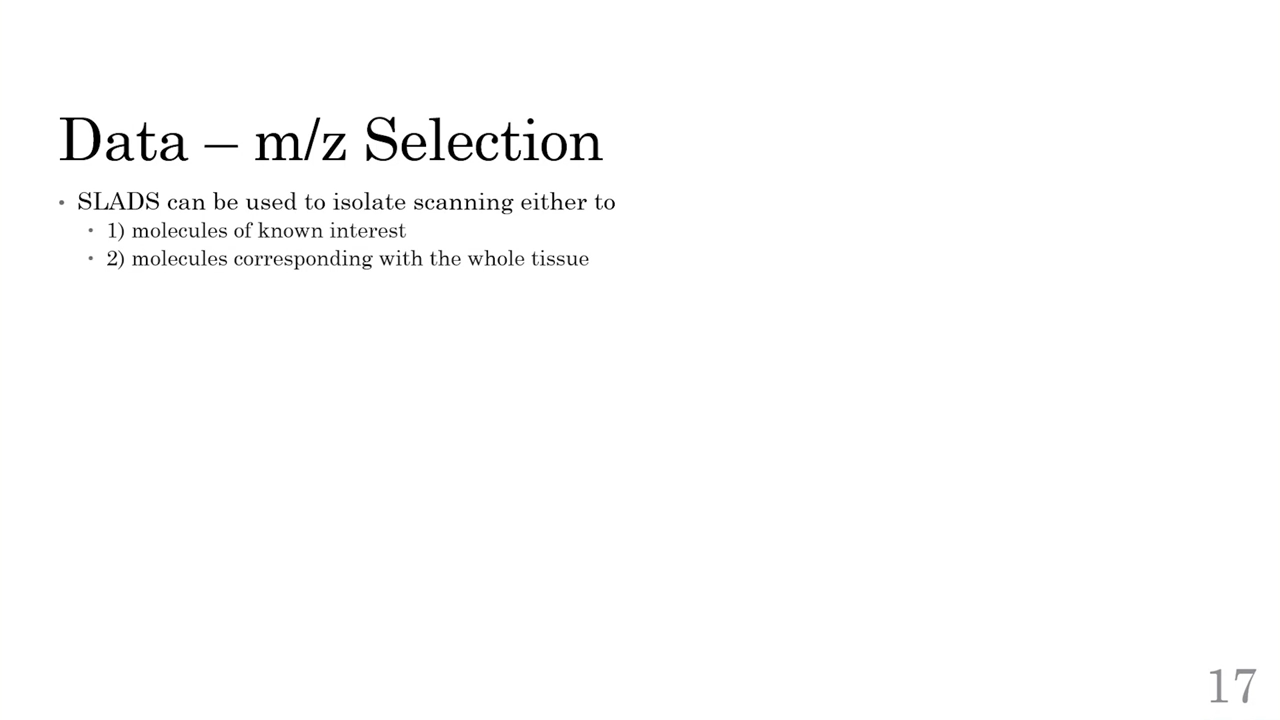 Data – m/z Selection
• SLADS can be used to isolate scanning either to
• 1) molecules of known interest
• 2) molecules corresponding with the whole tissue
17